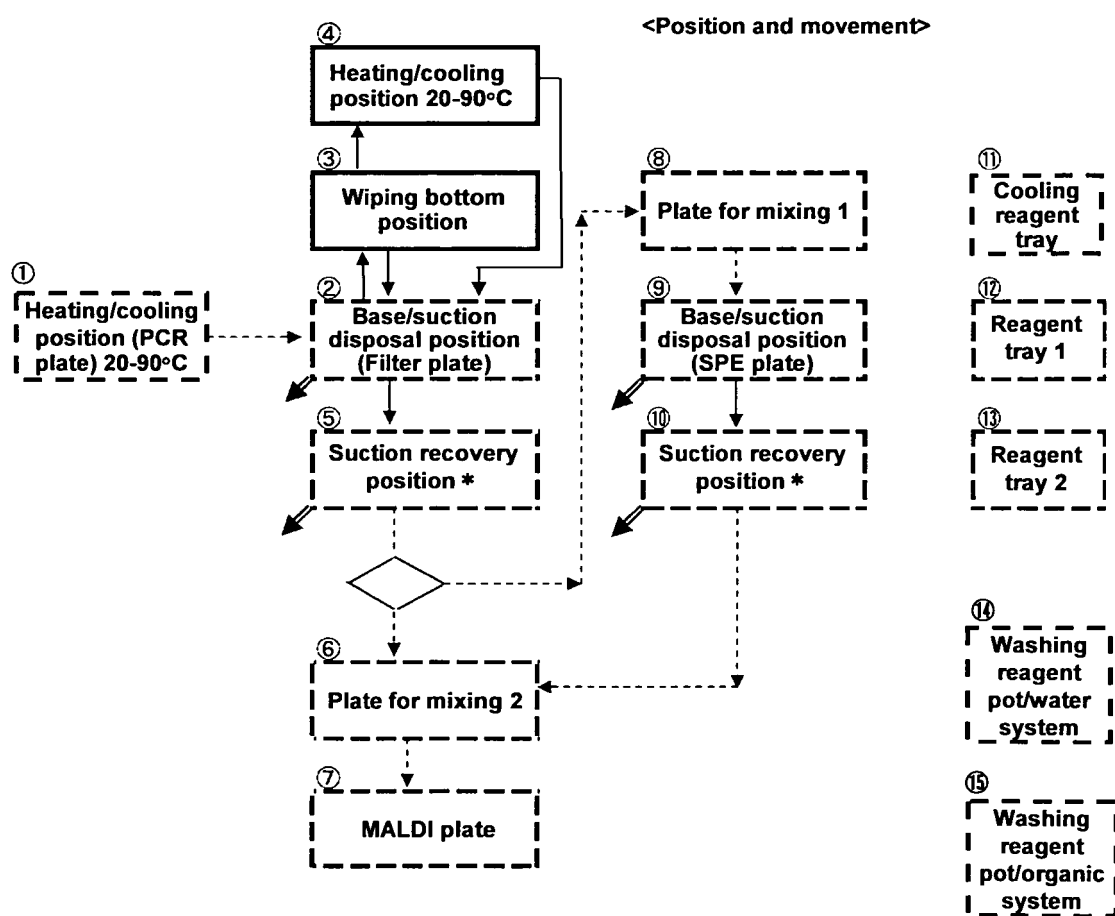 <Position and movement>
④
Heating/cooling
position 20-90°C
③
Wiping bottom
position
①
Heating/cooling
position (PCR
plate) 20-90°C
②
Base/suction
disposal position
(Filter plate)
⑤
Suction recovery
position *
⑥
Plate for mixing 2
⑦
MALDI plate
⑧
Plate for mixing 1
⑨
Base/suction
disposal position
(SPE plate)
⑩
Suction recovery
position *
⑪
Cooling
reagent
tray
⑫
Reagent
tray 1
⑬
Reagent
tray 2
⑭
Washing
reagent
pot/water
system
⑮
Washing
reagent
pot/organic
system